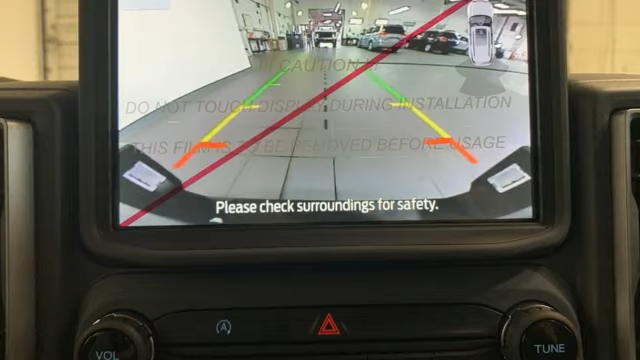 !!! CAUTION !!!
DO NOT TOUCH DISPLAY DURING INSTALLATION
THIS FILM IS TO BE REMOVED BEFORE USAGE
Please check surroundings for safety.
A
VOL
TUNE